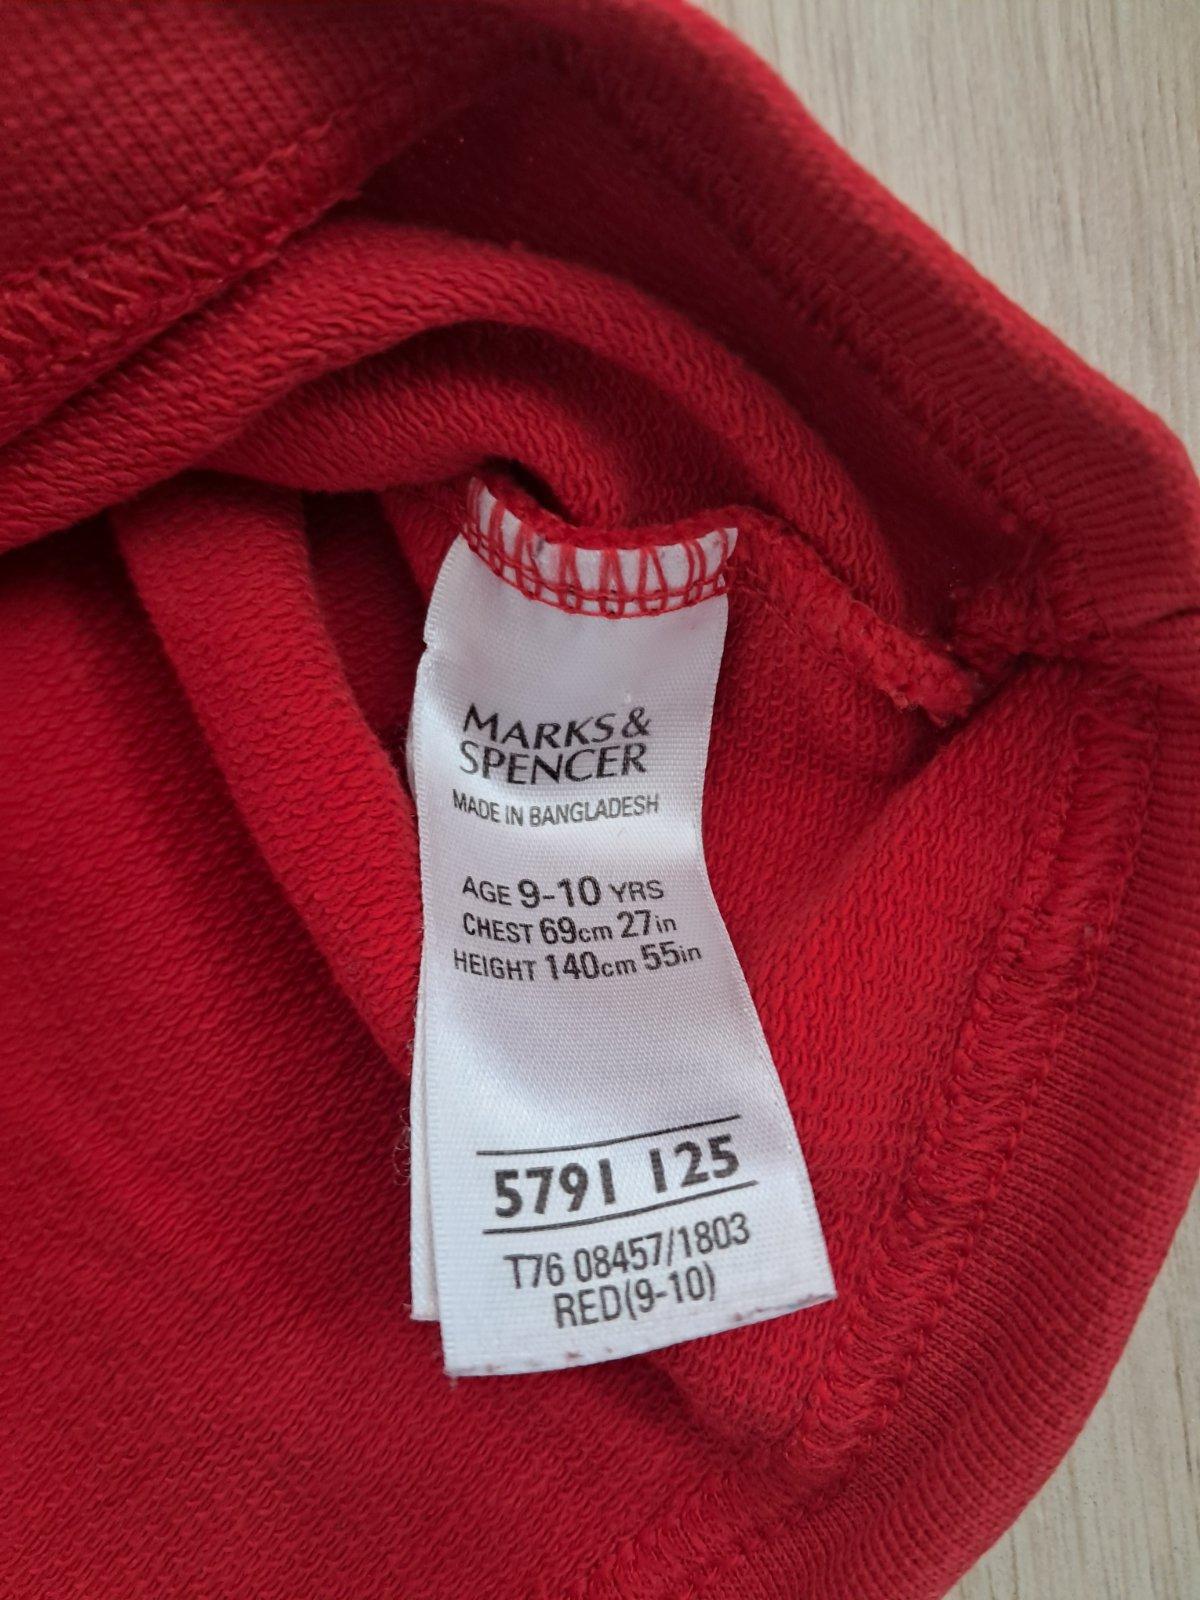 MARKS &
SPENCER
MADE IN BANGLADESH
AGE 9-10 YRS
CHEST 69cm 27in
HEIGHT 140cm 55in
5791 125
T76 08457/1803
RED(9-10)